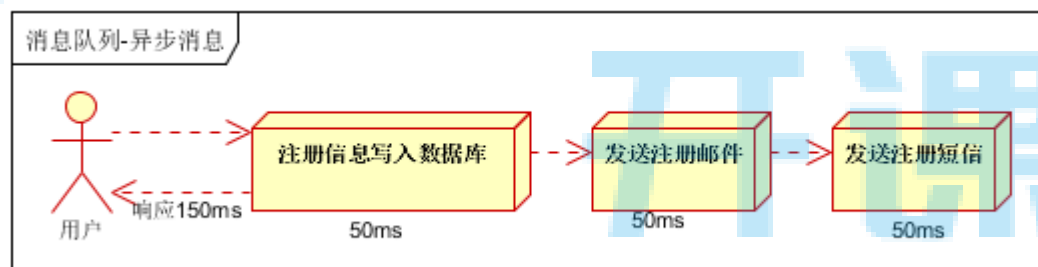 消息队列-异步消息
注册信息写入数据库
发送注册邮件
发送注册短信
响应150ms
用户
50ms
50ms
50ms
开课